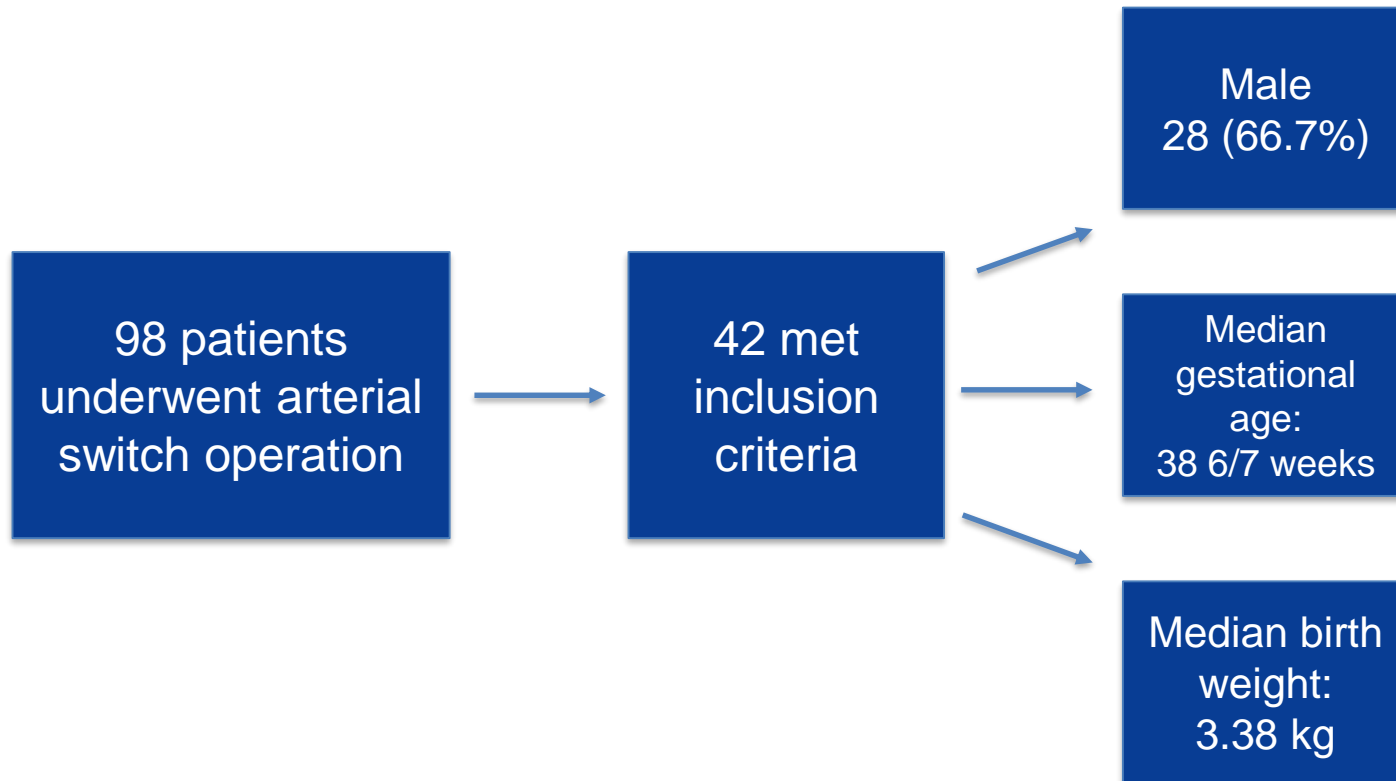 98 patients
underwent arterial
switch operation
42 met
inclusion
criteria
Male
28 (66.7%)
Median
gestational
age:
38 6/7 weeks
Median birth
weight:
3.38 kg